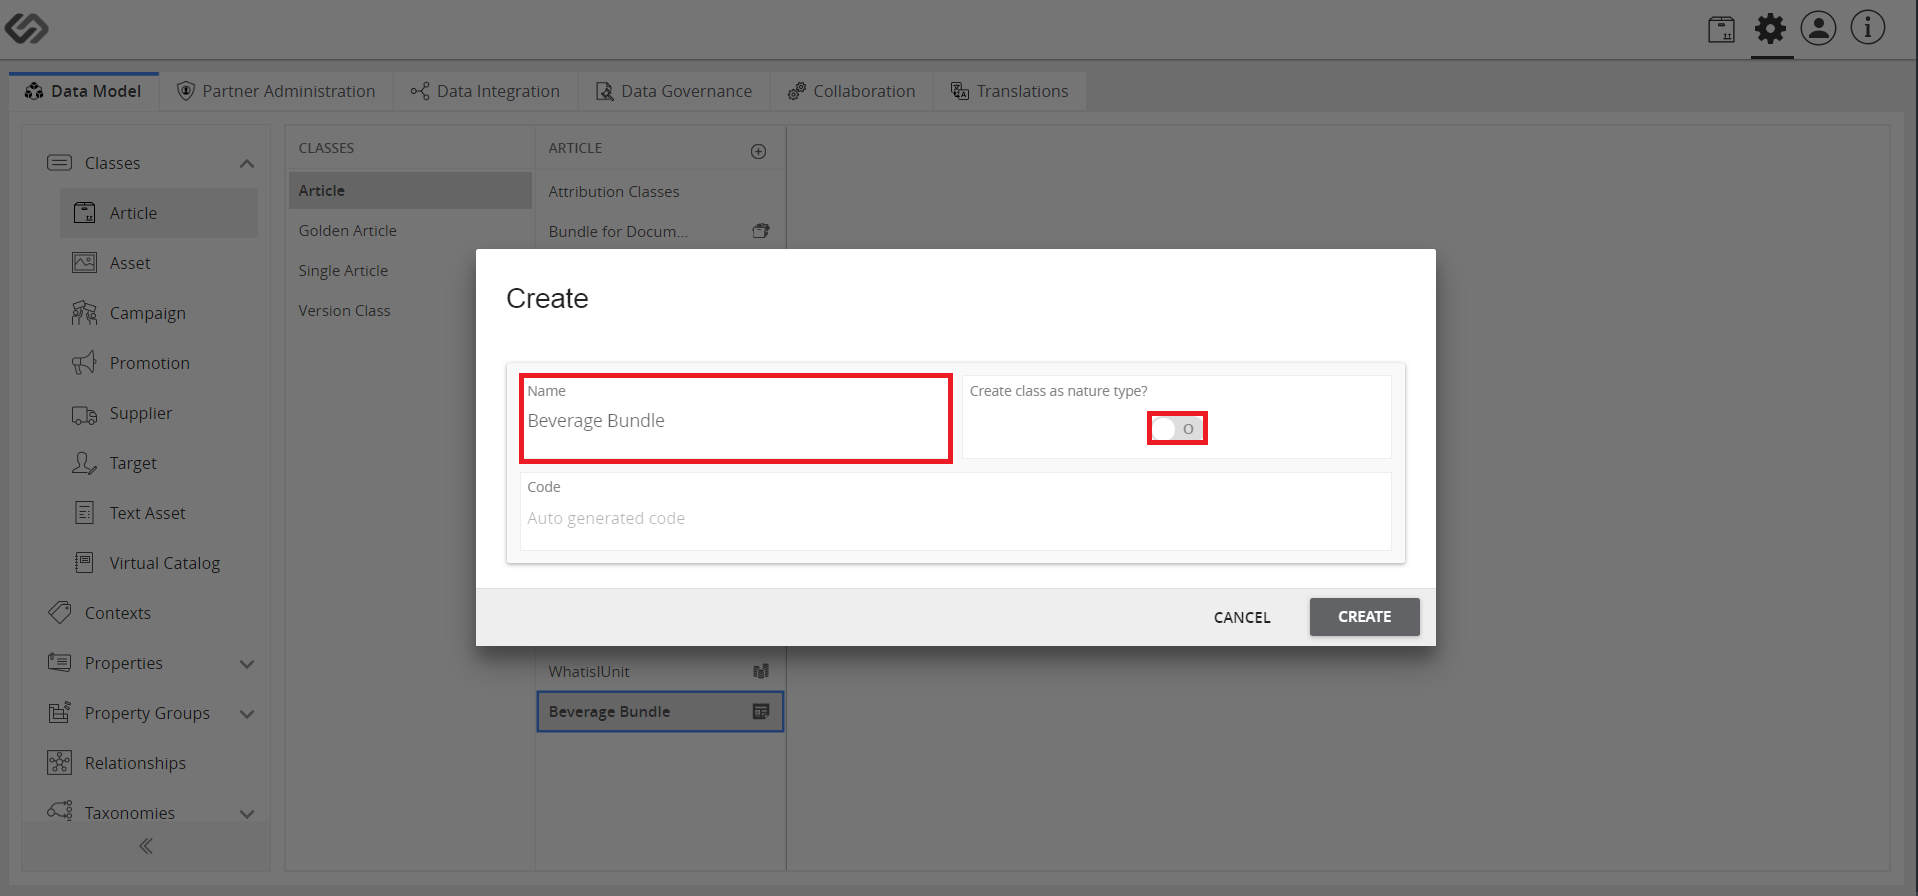 Data Model
Partner Administration
Data Integration
Data Governance
Collaboration
Translations
Classes
Article
Asset
Campaign
Promotion
Supplier
Target
Text Asset
Virtual Catalog
Contexts
Properties
Property Groups
Relationships
Taxonomies
CLASSES
Article
Golden Article
Single Article
Version Class
ARTICLE
Attribution Classes
Bundle for Docum...
WhatisIUnit
Beverage Bundle
Create
Name
Beverage Bundle
Create class as nature type?
O
Code
Auto generated code
CANCEL
CREATE